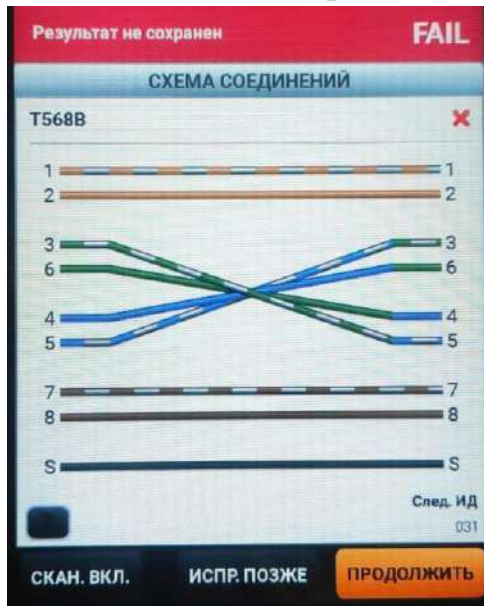 Результат не сохранен FAIL
СХЕМА СОЕДИНЕНИЙ
T568B
1 1
2 2
3 3
6 6
4 4
5 5
7 7
8 8
S S
След. ИД
031
СКАН. ВКЛ. ИСПР. ПОЗЖЕ ПРОДОЛЖИТЬ